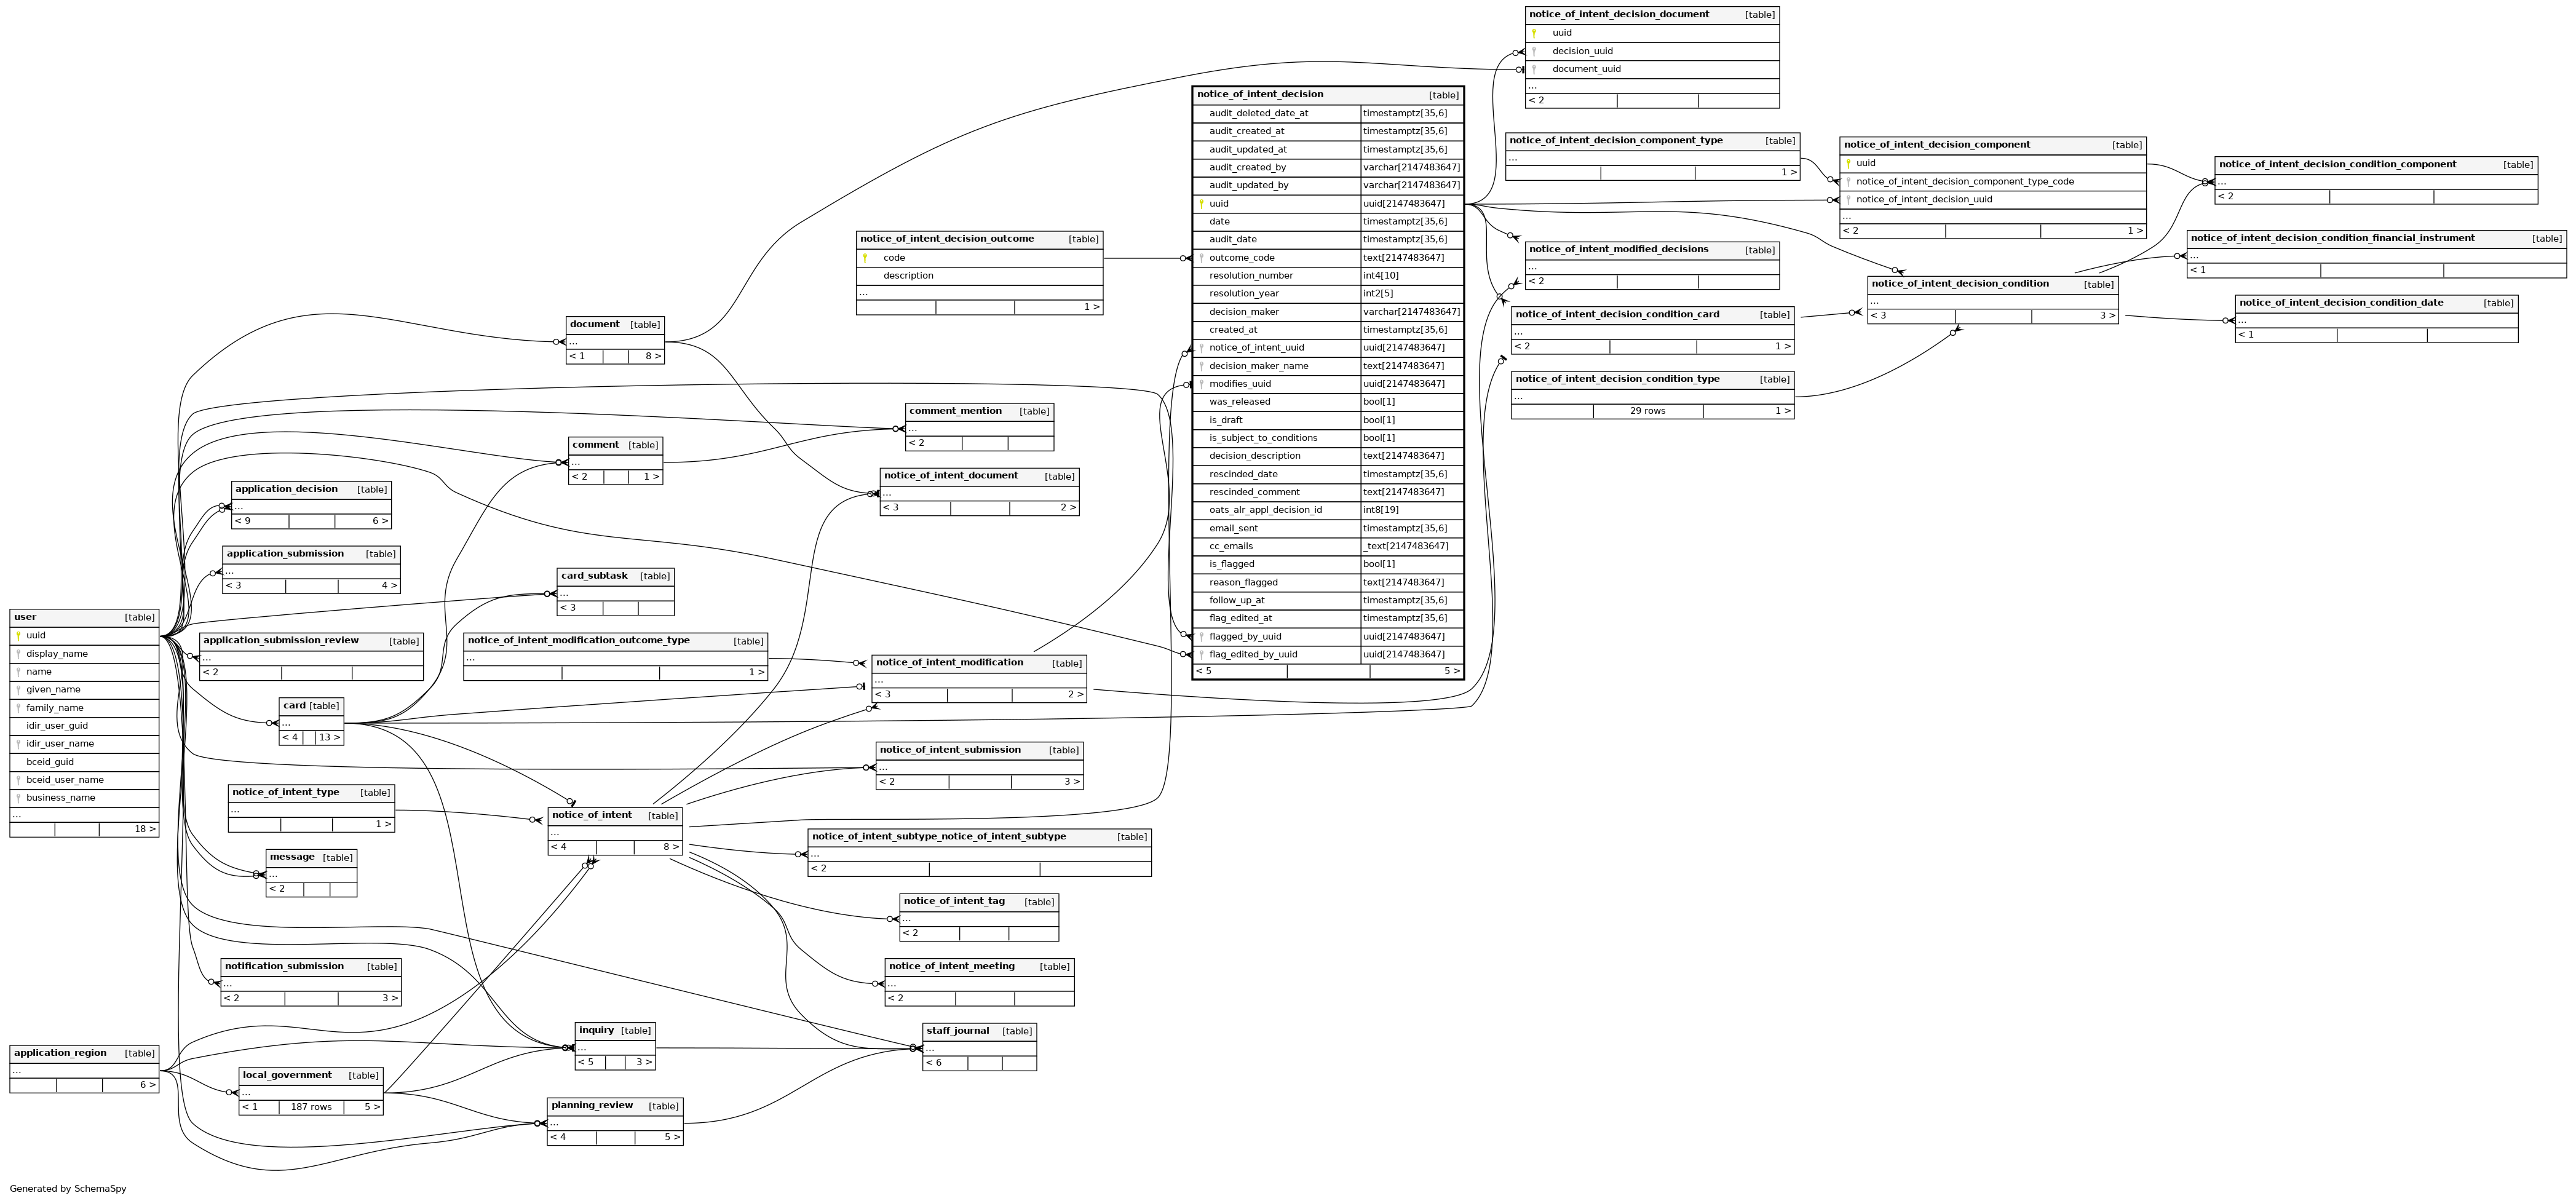 notice_of_intent_decision_document [table]
uuid
decision_uuid
document_uuid
...
< 2
notice_of_intent_decision [table]
audit_deleted_date_at timestamptz[35,6]
audit_created_at timestamptz[35,6]
audit_updated_at timestamptz[35,6]
audit_created_by varchar[2147483647]
audit_updated_by varchar[2147483647]
uuid uuid[2147483647]
date timestamptz[35,6]
audit_date timestamptz[35,6]
outcome_code text[2147483647]
resolution_number int4[10]
resolution_year int2[5]
decision_maker varchar[2147483647]
created_at timestamptz[35,6]
notice_of_intent_uuid uuid[2147483647]
decision_maker_name text[2147483647]
modifies_uuid uuid[2147483647]
was_released bool[1]
is_draft bool[1]
is_subject_to_conditions bool[1]
decision_description text[2147483647]
rescinded_date timestamptz[35,6]
rescinded_comment text[2147483647]
oats_alr_appl_decision_id int8[19]
email_sent timestamptz[35,6]
cc_emails _text[2147483647]
is_flagged bool[1]
reason_flagged text[2147483647]
follow_up_at timestamptz[35,6]
flag_edited_at timestamptz[35,6]
flagged_by_uuid uuid[2147483647]
flag_edited_by_uuid uuid[2147483647]
< 5 5 >
notice_of_intent_decision_component_type [table]
...
1 >
notice_of_intent_decision_component [table]
uuid
notice_of_intent_decision_component_type_code
notice_of_intent_decision_uuid
...
< 2 1 >
notice_of_intent_decision_condition_component [table]
...
< 2
notice_of_intent_decision_condition_financial_instrument [table]
...
< 1
notice_of_intent_decision_outcome [table]
code
description
...
1 >
notice_of_intent_modified_decisions [table]
...
< 2
notice_of_intent_decision_condition [table]
...
< 3 3 >
notice_of_intent_decision_condition_date [table]
...
< 1
notice_of_intent_decision_condition_card [table]
...
< 2 1 >
notice_of_intent_decision_condition_type [table]
...
29 rows 1 >
document [table]
...
< 1 8 >
comment_mention [table]
...
< 2
comment [table]
...
< 2 1 >
notice_of_intent_document [table]
...
< 3 2 >
application_decision [table]
...
< 9 6 >
application_submission [table]
...
< 3 4 >
card_subtask [table]
...
< 3
user [table]
uuid
display_name
name
given_name
family_name
idir_user_guid
idir_user_name
bceid_guid
bceid_user_name
business_name
...
18 >
application_submission_review [table]
...
< 2
notice_of_intent_modification_outcome_type [table]
...
1 >
notice_of_intent_modification [table]
...
< 3 2 >
card [table]
...
< 4 13 >
notice_of_intent_submission [table]
...
< 2 3 >
notice_of_intent_type [table]
...
1 >
notice_of_intent [table]
...
< 4 8 >
notice_of_intent_subtype_notice_of_intent_subtype [table]
...
< 2
message [table]
...
< 2
notice_of_intent_tag [table]
...
< 2
notification_submission [table]
...
< 2 3 >
notice_of_intent_meeting [table]
...
< 2
inquiry [table]
...
< 5 3 >
staff_journal [table]
...
< 6
application_region [table]
...
6 >
local_government [table]
...
< 1 187 rows 5 >
planning_review [table]
...
< 4 5 >
Generated by SchemaSpy